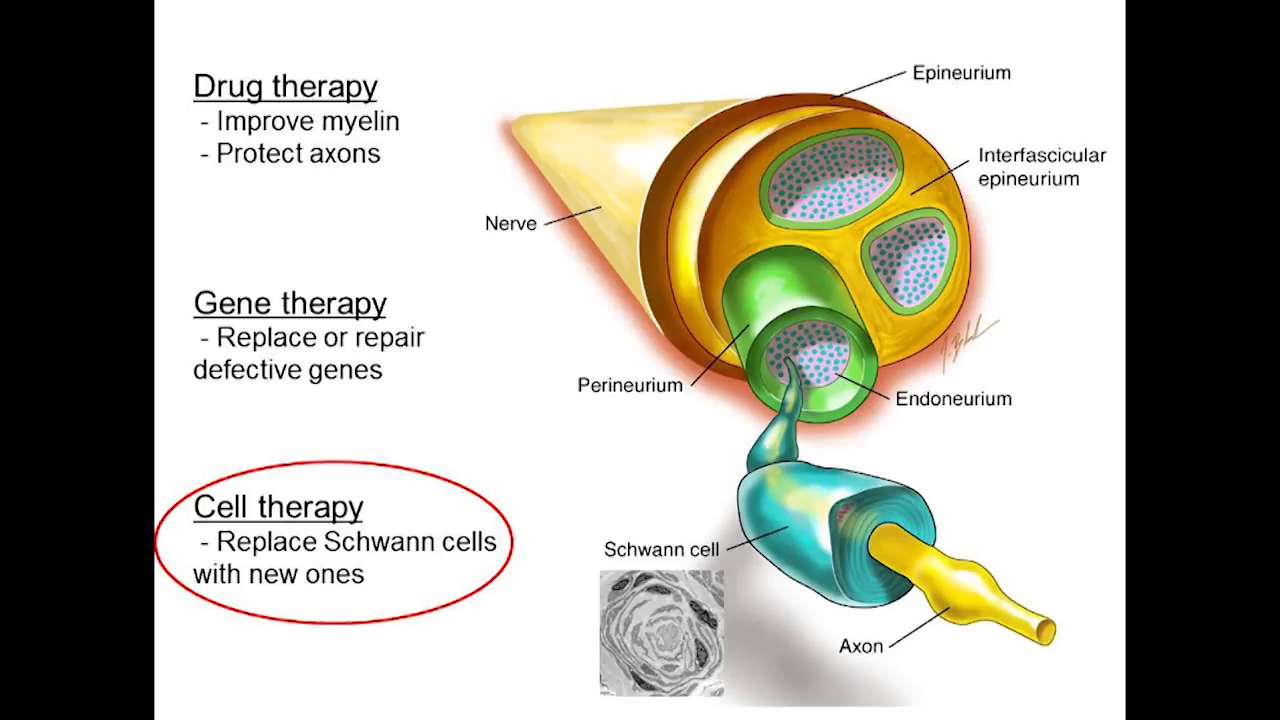 Drug therapy
- Improve myelin
- Protect axons
Gene therapy
- Replace or repair
defective genes
Cell therapy
- Replace Schwann cells
with new ones
Epineurium
Interfascicular
epineurium
Nerve
Perineurium
Endoneurium
Schwann cell
Axon